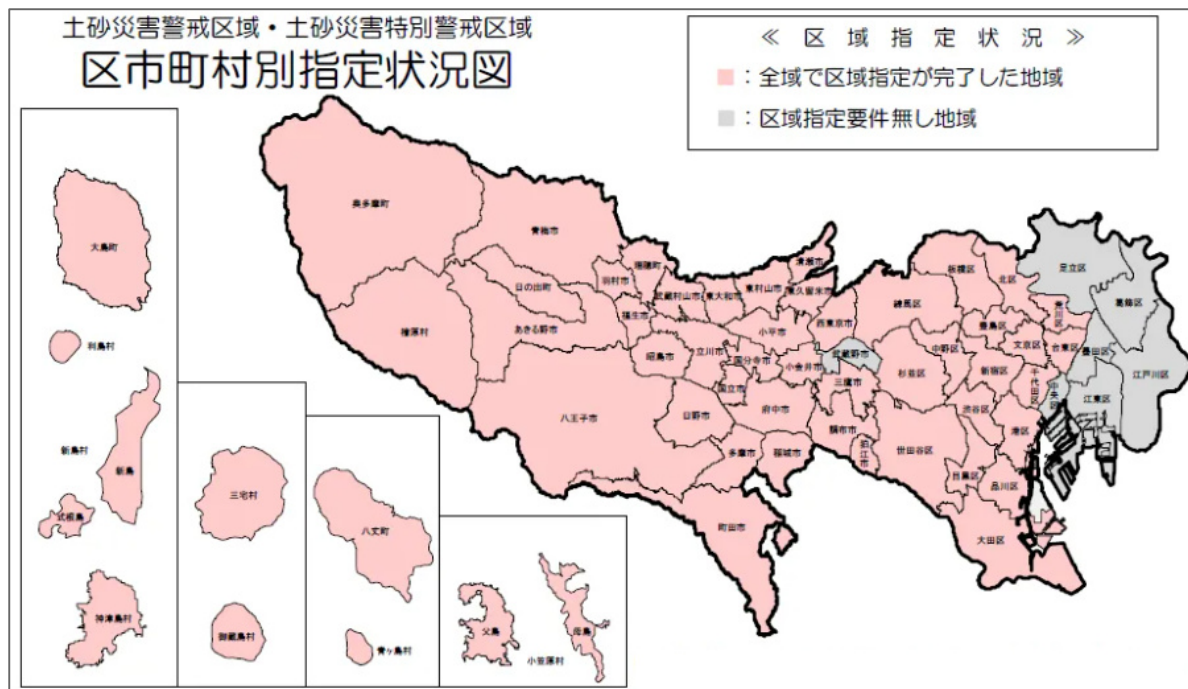 土砂災害警戒区域・土砂災害特別警戒区域
区市町村別指定状況図
≪ 区 域 指 定 状 況 ≫
：全域で区域指定が完了した地域
：区域指定要件無し地域
奥多摩町
青梅市
檜原村
日の出町
あきる野市
羽村市
瑞穂町
福生市
武蔵村山市
東大和市
東村山市
清瀬市
東久留米市
西東京市
小平市
昭島市
立川市
国分寺市
小金井市
武蔵野市
三鷹市
国立市
府中市
調布市
狛江市
八王子市
日野市
多摩市
稲城市
町田市
板橋区
北区
足立区
葛飾区
練馬区
荒川区
豊島区
文京区
台東区
墨田区
江戸川区
中野区
杉並区
新宿区
千代田区
中央区
江東区
渋谷区
港区
世田谷区
目黒区
品川区
大田区
大島町
利島村
新島村
新島
式根島
神津島村
三宅村
御蔵島村
八丈町
青ヶ島村
父島
母島
小笠原村